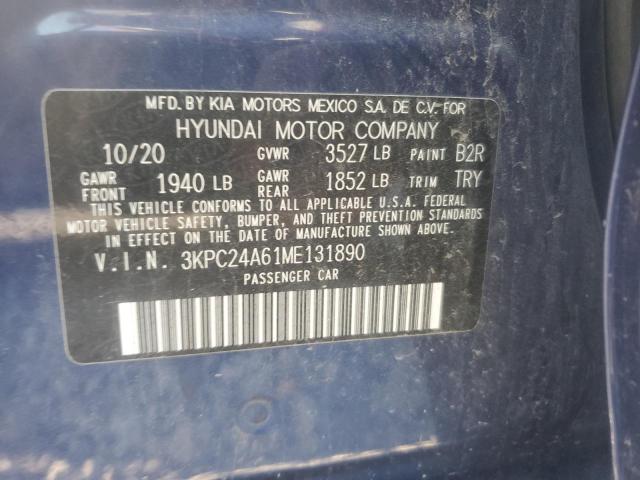 MFD. BY KIA MOTORS MEXICO S.A. DE C.V. FOR
HYUNDAI MOTOR COMPANY
10/20 GVWR 3527 LB PAINT B2R
GAWR FRONT 1940 LB GAWR REAR 1852 LB TRIM TRY
THIS VEHICLE CONFORMS TO ALL APPLICABLE U.S.A. FEDERAL
MOTOR VEHICLE SAFETY, BUMPER, AND THEFT PREVENTION STANDARDS
IN EFFECT ON THE DATE OF MANUFACTURE SHOWN ABOVE.
V.I.N. 3KPC24A61ME131890
PASSENGER CAR